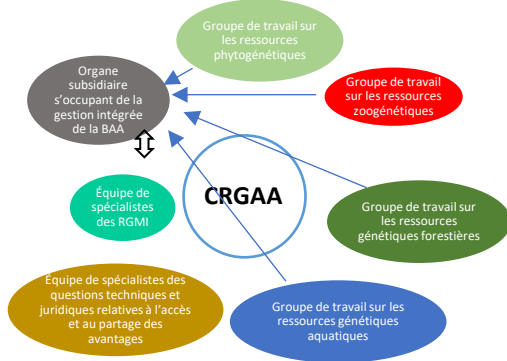 Groupe de travail sur
les ressources
phytogénétiques
Organe
subsidiaire
s'occupant de la
gestion intégrée
de la BAA
Groupe de travail
sur les ressources
zoogénétiques
CRGAA
Équipe de
spécialistes
des RGMI
Groupe de travail sur
les ressources
génétiques forestières
Équipe de spécialistes des
questions techniques et
juridiques relatives à l'accès
et au partage des
avantages
Groupe de travail sur les
ressources génétiques
aquatiques